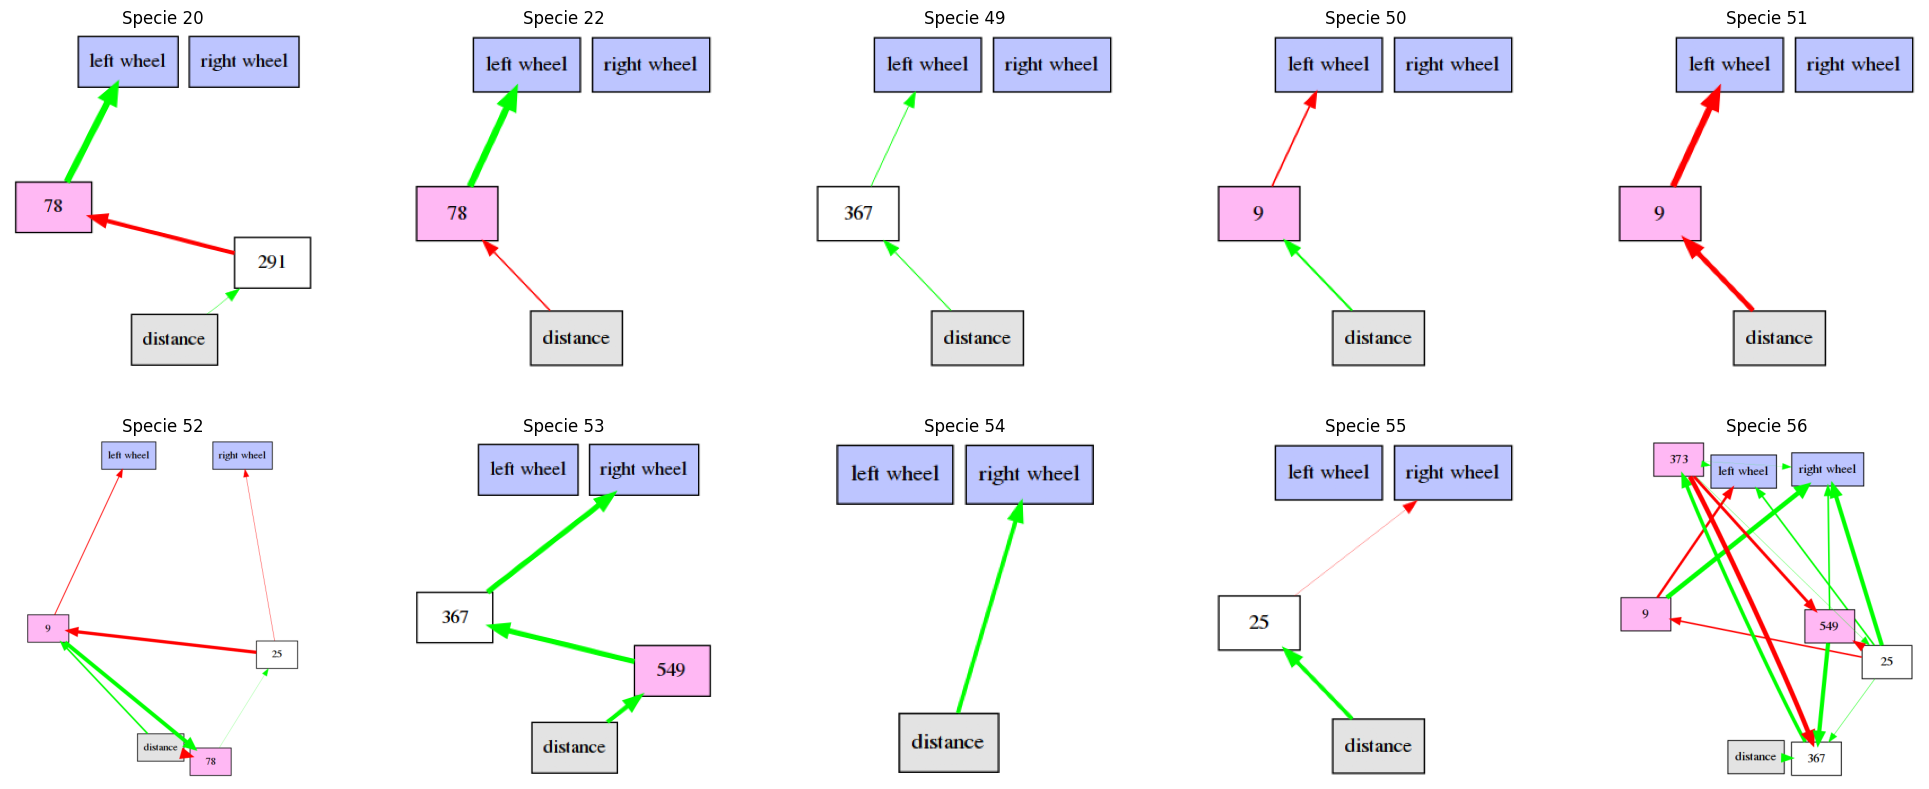 Specie 20
left wheel
right wheel
78
291
distance
Specie 22
left wheel
right wheel
78
distance
Specie 49
left wheel
right wheel
367
distance
Specie 50
left wheel
right wheel
9
distance
Specie 51
left wheel
right wheel
9
distance
Specie 52
left wheel
right wheel
9
25
distance
78
Specie 53
left wheel
right wheel
367
549
distance
Specie 54
left wheel
right wheel
distance
Specie 55
left wheel
right wheel
25
distance
Specie 56
373
left wheel
right wheel
9
549
25
distance
367